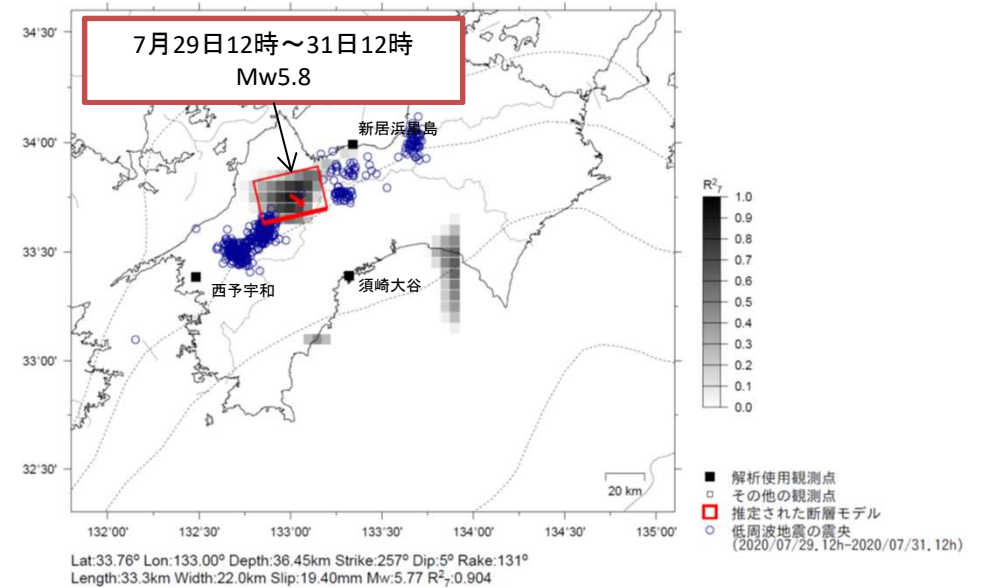 7月29日12時～31日12時
Mw5.8
34°30'
34°00'
33°30'
33°00'
32°30'
新居浜黒島
西予宇和
須崎大谷
20 km
132°00'
132°30'
133°00'
133°30'
134°00'
134°30'
135°00'
R²₇
1.0
0.9
0.8
0.7
0.6
0.5
0.4
0.3
0.2
0.1
0.0
解析使用観測点
その他の観測点
推定された断層モデル
低周波地震の震央
(2020/07/29.12h-2020/07/31.12h)
Lat:33.76° Lon:133.00° Depth:36.45km Strike:257° Dip:5° Rake:131°
Length:33.3km Width:22.0km Slip:19.40mm Mw:5.77 R²₇:0.904